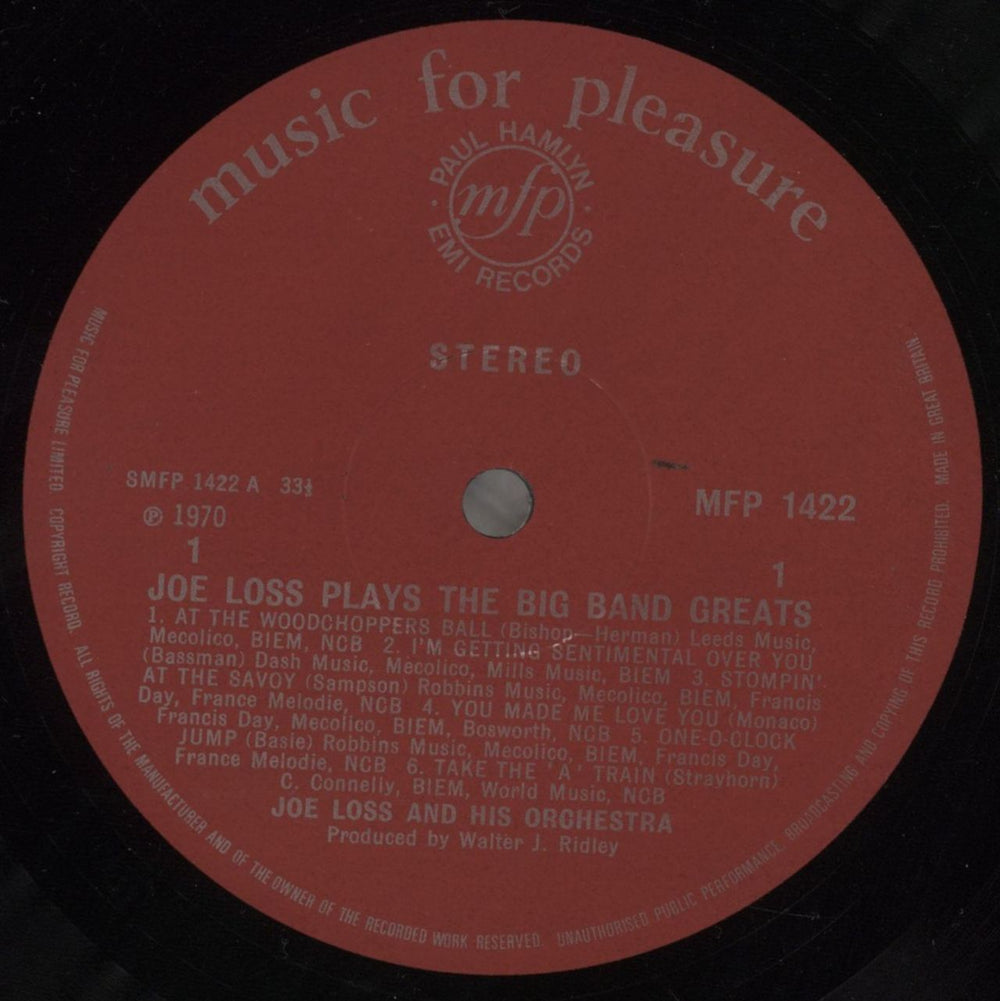 music for pleasure
PAUL HAMLYN
mfp
EMI RECORDS
STEREO
SMFP 1422 A 33⅓
℗ 1970
MFP 1422
1
1
JOE LOSS PLAYS THE BIG BAND GREATS
1. AT THE WOODCHOPPERS BALL (Bishop—Herman) Leeds Music,
Mecolico, BIEM, NCB 2. I'M GETTING SENTIMENTAL OVER YOU
(Bassman) Dash Music, Mecolico, Mills Music, BIEM 3. STOMPIN'
AT THE SAVOY (Sampson) Robbins Music, Mecolico, BIEM, Francis
Day, France Melodie, NCB 4. YOU MADE ME LOVE YOU (Monaco)
Francis Day, Mecolico, BIEM, Bosworth, NCB 5. ONE-O-CLOCK
JUMP (Basie) Robbins Music, Mecolico, BIEM, Francis Day,
France Melodie, NCB 6. TAKE THE 'A' TRAIN (Strayhorn)
C. Connelly, BIEM, World Music, NCB
JOE LOSS AND HIS ORCHESTRA
Produced by Walter J. Ridley
MUSIC FOR PLEASURE LIMITED. COPYRIGHT RECORD. ALL RIGHTS OF THE MANUFACTURER AND OF THE OWNER OF THE RECORDED WORK RESERVED. UNAUTHORISED PUBLIC PERFORMANCE, BROADCASTING AND COPYING OF THIS RECORD PROHIBITED. MADE IN GREAT BRITAIN.